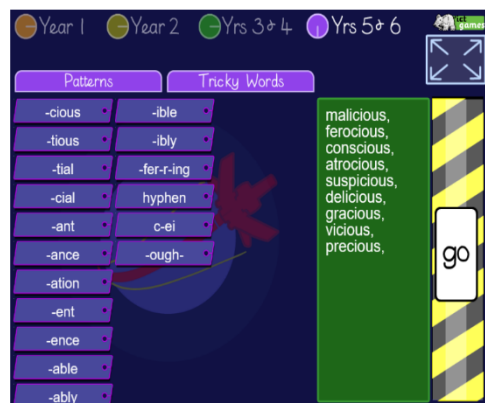 Year 1 Year 2 Yrs 3 & 4 Yrs 5 & 6
games
Patterns Tricky Words
-cious
-tious
-tial
-cial
-ant
-ance
-ation
-ent
-ence
-able
-ably
-ible
-ibly
-fer-r-ing
hyphen
c-ei
-ough-
malicious,
ferocious,
conscious,
atrocious,
suspicious,
delicious,
gracious,
vicious,
precious,
go